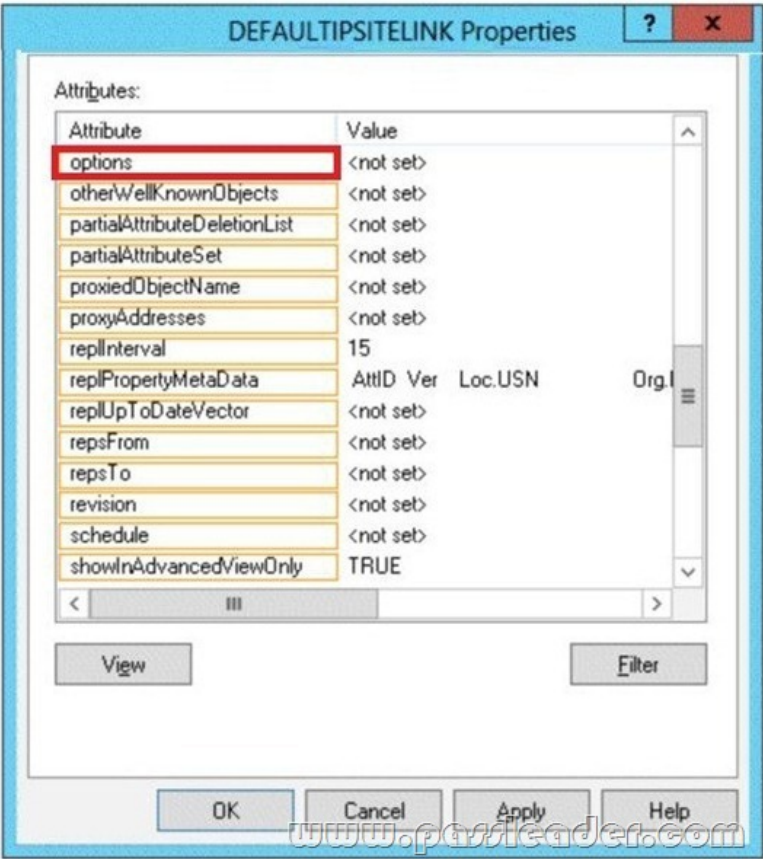 DEFAULTIPSITELINK Properties
?
x
Attributes:
Attribute Value
options <not set>
otherWellKnownObjects <not set>
partialAttributeDeletionList <not set>
partialAttributeSet <not set>
proxiedObjectName <not set>
proxyAddresses <not set>
replInterval 15
replPropertyMetaData AttID Ver Loc.USN Org.
replUpToDateVector <not set>
repsFrom <not set>
repsTo <not set>
revision <not set>
schedule <not set>
showInAdvancedViewOnly TRUE
View Filter
OK Cancel Apply Help
www.passleader.com